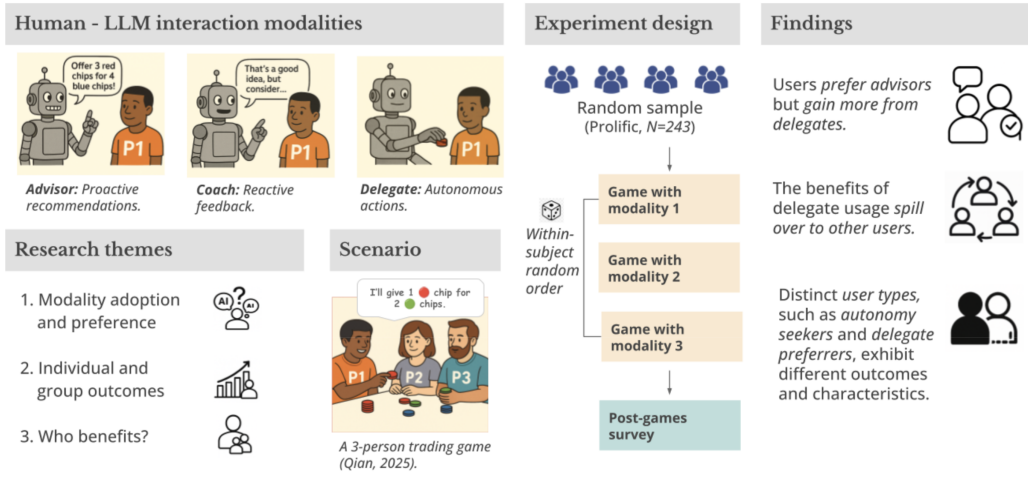 Human - LLM interaction modalities
Offer 3 red
chips for 4
blue chips!
P1
Advisor: Proactive
recommendations.
That's a good
idea, but
consider...
P1
Coach: Reactive
feedback.
P1
Delegate: Autonomous
actions.
Research themes
1. Modality adoption
and preference
AI
?
AI
2. Individual and
group outcomes
3. Who benefits?
Scenario
I'll give 1 chip for
2 chips.
P1
P2
P3
A 3-person trading game
(Qian, 2025).
Experiment design
Random sample
(Prolific, N=243)
Within-
subject
random
order
Game with
modality 1
Game with
modality 2
Game with
modality 3
Post-games
survey
Findings
Users prefer advisors
but gain more from
delegates.
The benefits of
delegate usage spill
over to other users.
Distinct user types,
such as autonomy
seekers and delegate
preferrers, exhibit
different outcomes
and characteristics.